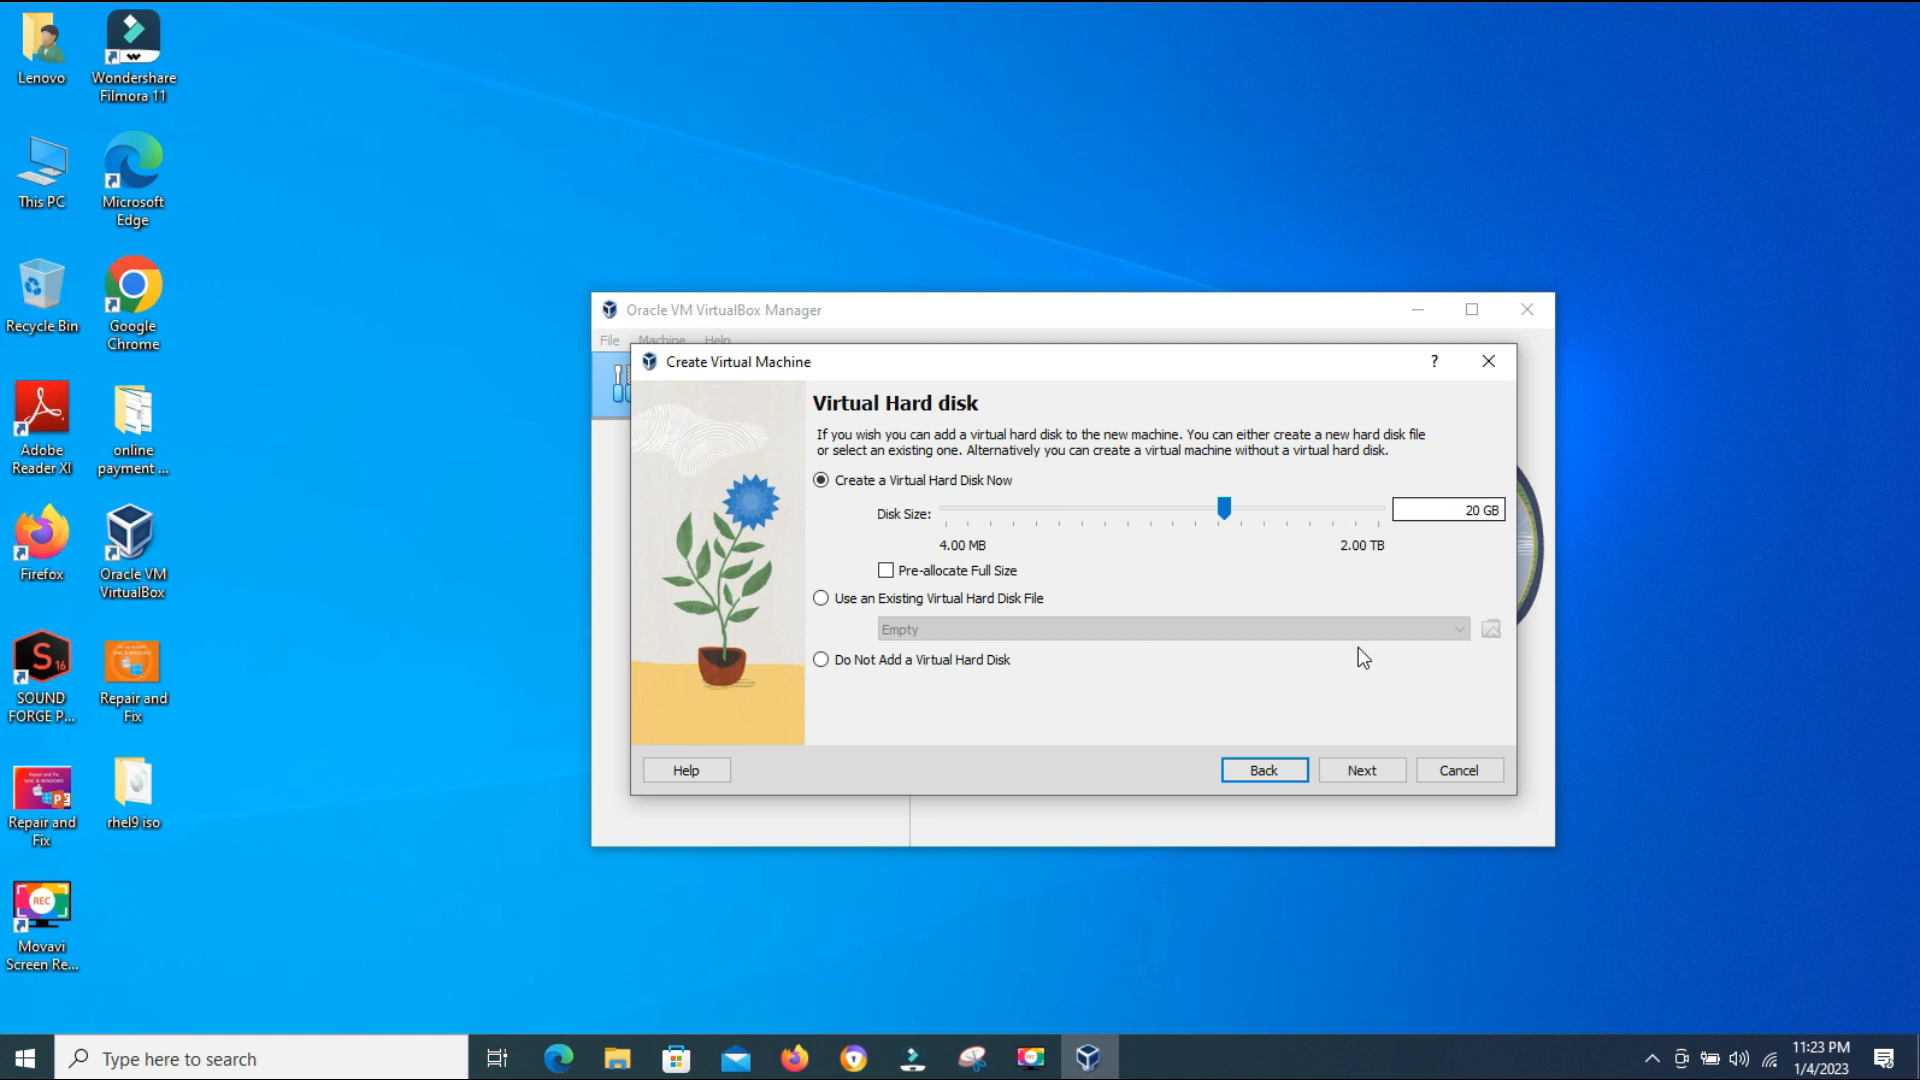 Lenovo
Wondershare
Filmora 11
This PC
Microsoft
Edge
Recycle Bin
Google
Chrome
Adobe
Reader XI
online
payment ...
Firefox
Oracle VM
VirtualBox
SOUND
FORGE P...
16
Repair and
Fix
Repair and
Fix
rhel9 iso
REC
Movavi
Screen Re...
Oracle VM VirtualBox Manager
File Machine Help
Create Virtual Machine
?
Virtual Hard disk
If you wish you can add a virtual hard disk to the new machine. You can either create a new hard disk file
or select an existing one. Alternatively you can create a virtual machine without a virtual hard disk.
Create a Virtual Hard Disk Now
Disk Size:
20 GB
4.00 MB
2.00 TB
Pre-allocate Full Size
Use an Existing Virtual Hard Disk File
Empty
Do Not Add a Virtual Hard Disk
Help
Back
Next
Cancel
Type here to search
11:23 PM
1/4/2023